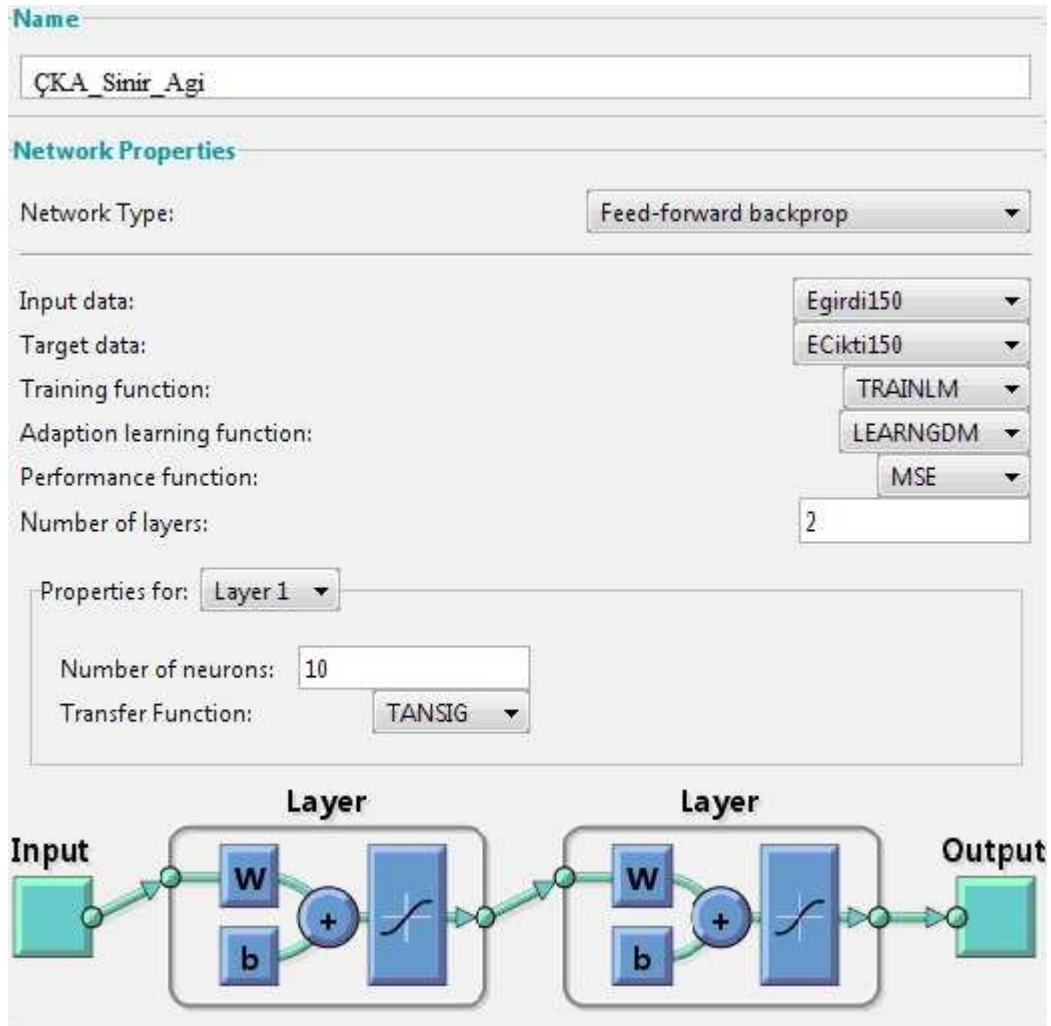 Name
ÇKA_Sinir_Agi
Network Properties
Network Type: Feed-forward backprop
Input data: Egirdi150
Target data: ECikti150
Training function: TRAINLM
Adaption learning function: LEARNGDM
Performance function: MSE
Number of layers: 2
Properties for: Layer 1
Number of neurons: 10
Transfer Function: TANSIG
Layer Layer
Input Output
W W
+ +
b b